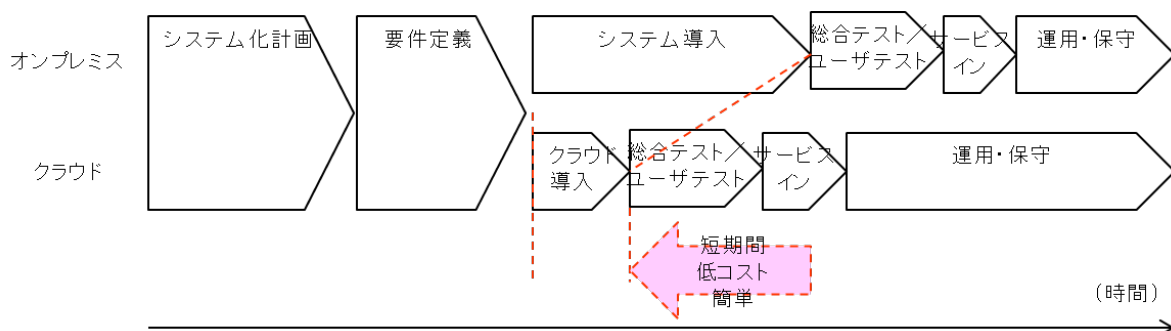 オンプレミス
システム化計画
要件定義
システム導入
総合テスト／
ユーザテスト
サービス
イン
運用・保守
クラウド
クラウド
導入
総合テスト／
ユーザテスト
サービス
イン
運用・保守
短期間
低コスト
簡単
（時間）